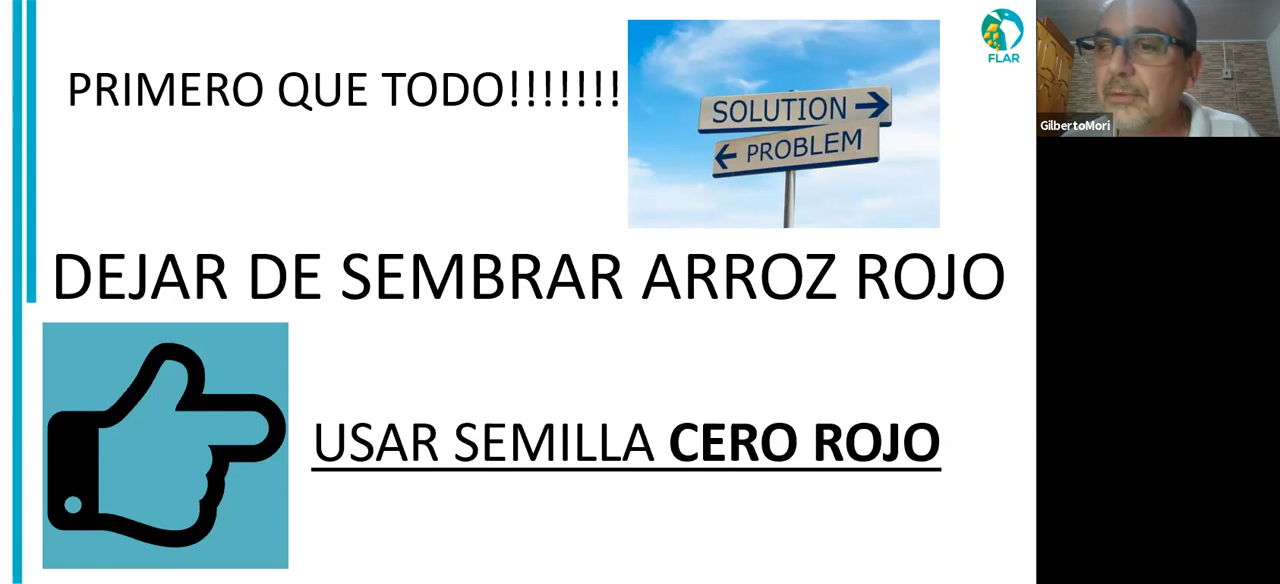 PRIMERO QUE TODO!!!!!!!
SOLUTION
PROBLEM
FLAR
GilbertoMori
DEJAR DE SEMBRAR ARROZ ROJO
USAR SEMILLA CERO ROJO